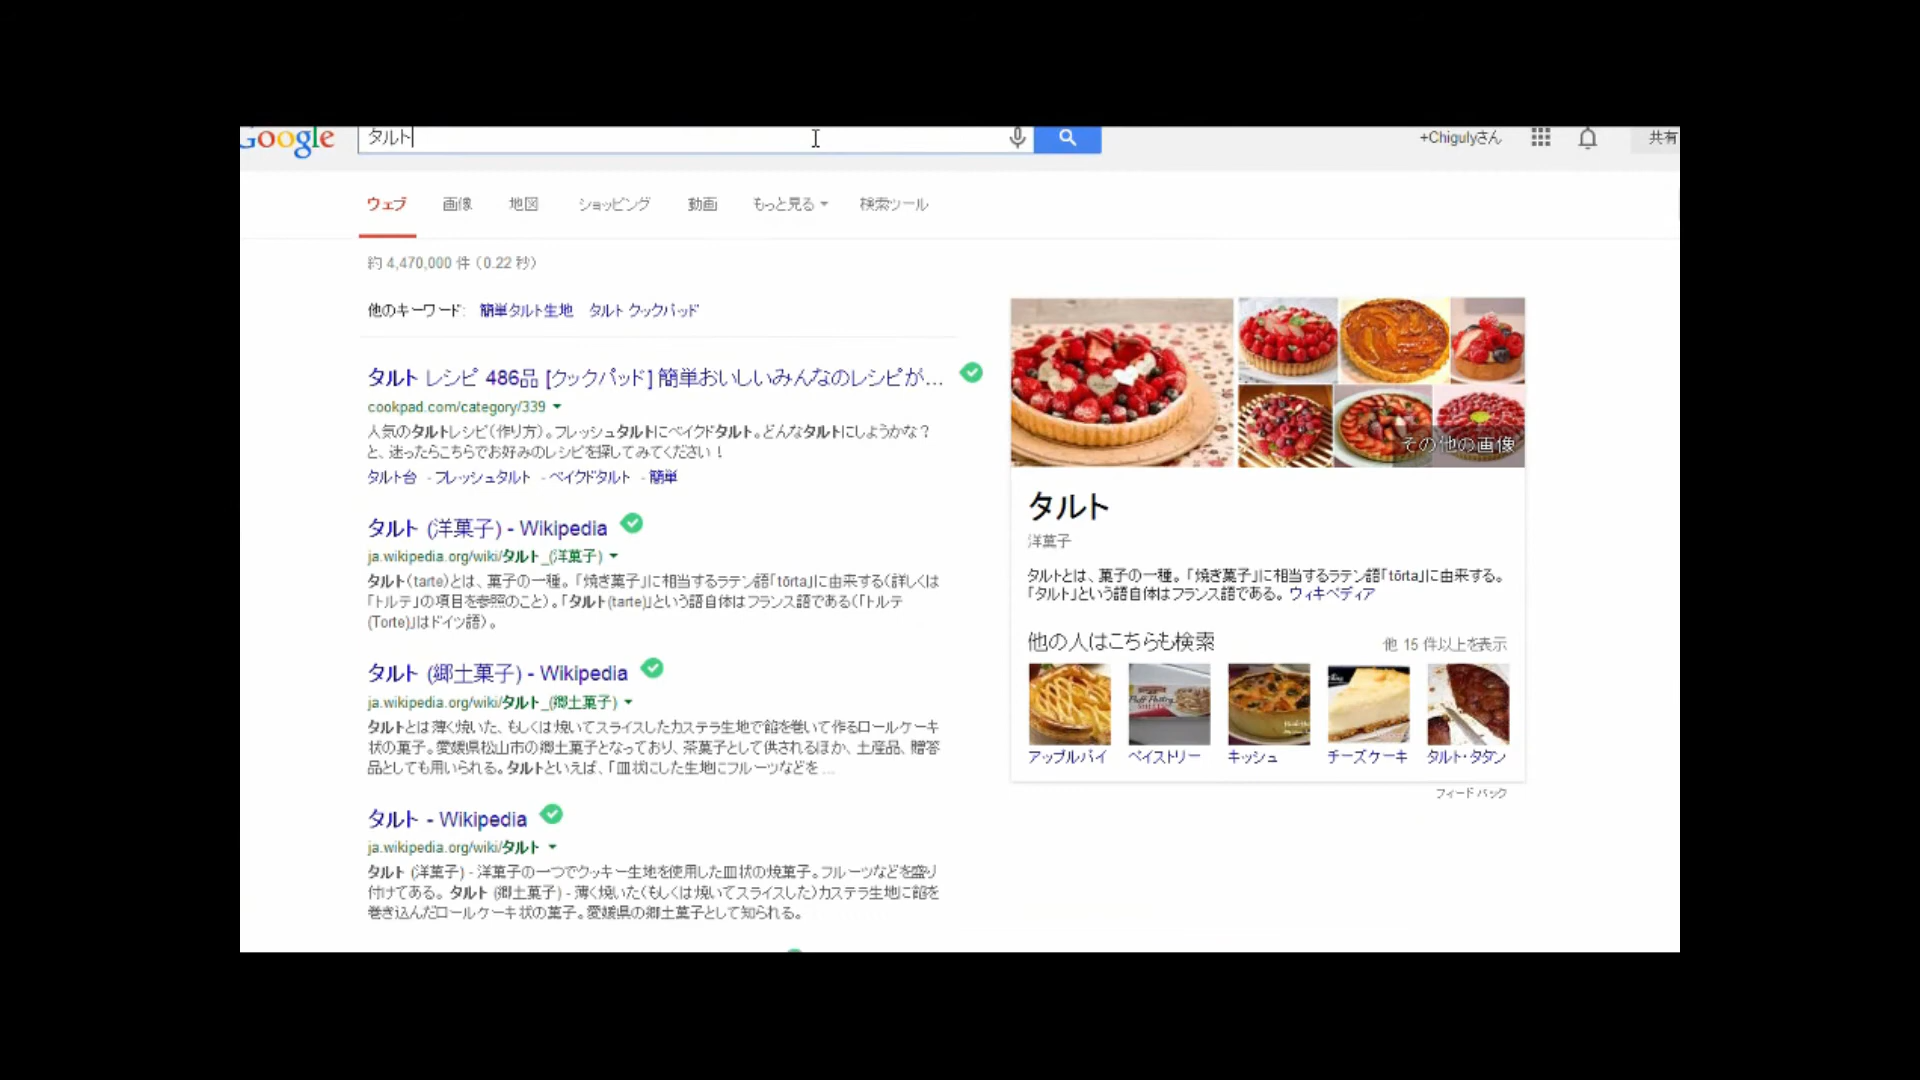 Google
タルト
+Chigulyさん
共有
ウェブ 画像 地図 ショッピング 動画 もっと見る 検索ツール
約 4,470,000 件 (0.22 秒)
他のキーワード: 簡単タルト生地 タルト クックパッド
タルト レシピ 486品 [クックパッド] 簡単おいしいみんなのレシピが...
cookpad.com/category/339
人気のタルトレシピ(作り方)。フレッシュタルトにベイクドタルト。どんなタルトにしようかな?
と、迷ったらこちらでお好みのレシピを探してみてください!
タルト台 - フレッシュタルト - ベイクドタルト - 簡単
タルト (洋菓子) - Wikipedia
ja.wikipedia.org/wiki/タルト_(洋菓子)
タルト(tarte)とは、菓子の一種。「焼き菓子」に相当するラテン語「tōrta」に由来する(詳しくは
「トルテ」の項目を参照のこと)。「タルト(tarte)」という語自体はフランス語である(「トルテ
(Torte)」はドイツ語)。
タルト (郷土菓子) - Wikipedia
ja.wikipedia.org/wiki/タルト_(郷土菓子)
タルトとは薄く焼いた、もしくは焼いてスライスしたカステラ生地で餡を巻いて作るロールケーキ
状の菓子。愛媛県松山市の郷土菓子となっており、茶菓子として供されるほか、土産品、贈答
品としても用いられる。タルトといえば、「皿状にした生地にフルーツなどを ...
タルト - Wikipedia
ja.wikipedia.org/wiki/タルト
タルト (洋菓子) - 洋菓子の一つでクッキー生地を使用した皿状の焼菓子。フルーツなどを盛り
付けてある。 タルト (郷土菓子) - 薄く焼いた(もしくは焼いてスライスした)カステラ生地に餡を
巻き込んだロールケーキ状の菓子。愛媛県の郷土菓子として知られる。
その他の画像
タルト
洋菓子
タルトとは、菓子の一種。「焼き菓子」に相当するラテン語「tōrta」に由来する。
「タルト」という語自体はフランス語である。 ウィキペディア
他の人はこちらも検索
他 15 件以上を表示
アップルパイ ペイストリー キッシュ チーズケーキ タルト・タタン
フィードバック